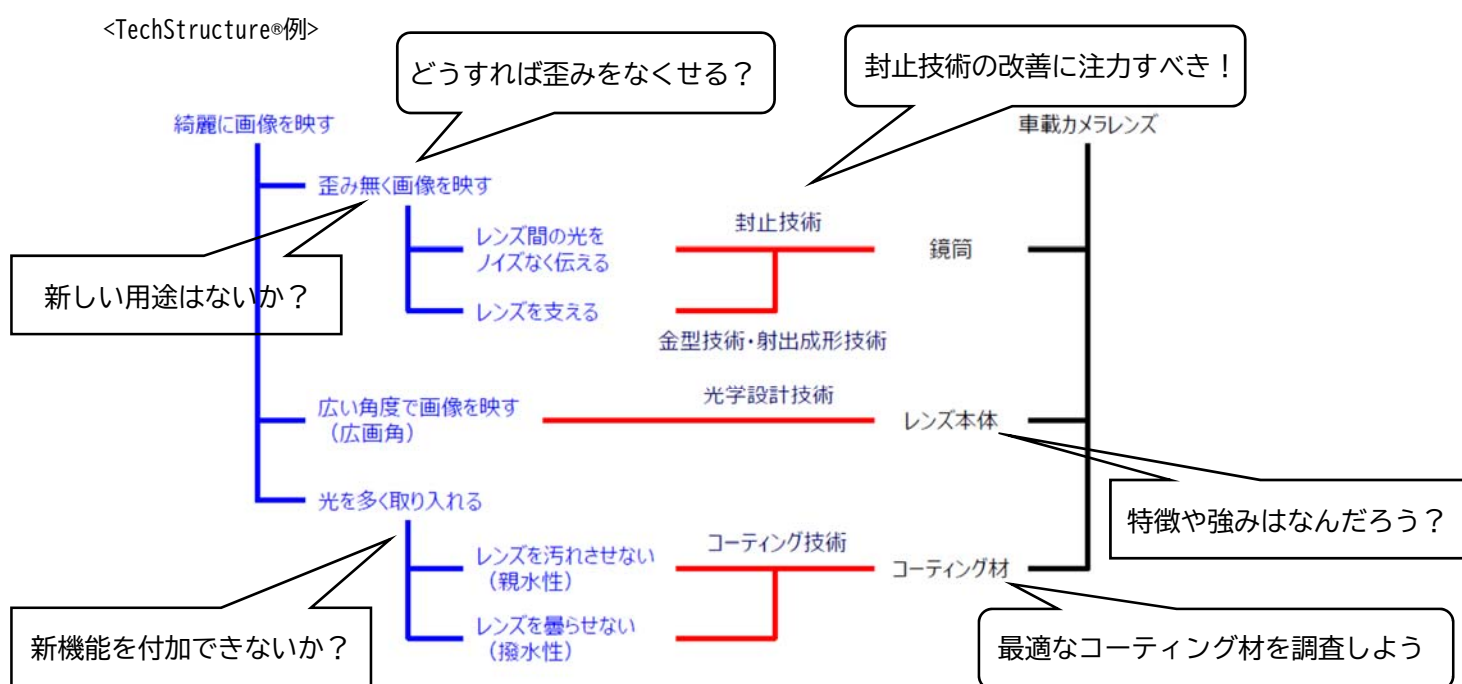 <TechStructure®例>
どうすれば歪みをなくせる？
封止技術の改善に注力すべき！
綺麗に画像を映す
車載カメラレンズ
歪み無く画像を映す
封止技術
レンズ間の光を
ノイズなく伝える
鏡筒
新しい用途はないか？
レンズを支える
金型技術・射出成形技術
光学設計技術
広い角度で画像を映す
（広画角）
レンズ本体
光を多く取り入れる
特徴や強みはなんだろう？
コーティング技術
レンズを汚れさせない
（親水性）
コーティング材
新機能を付加できないか？
レンズを曇らせない
（撥水性）
最適なコーティング材を調査しよう